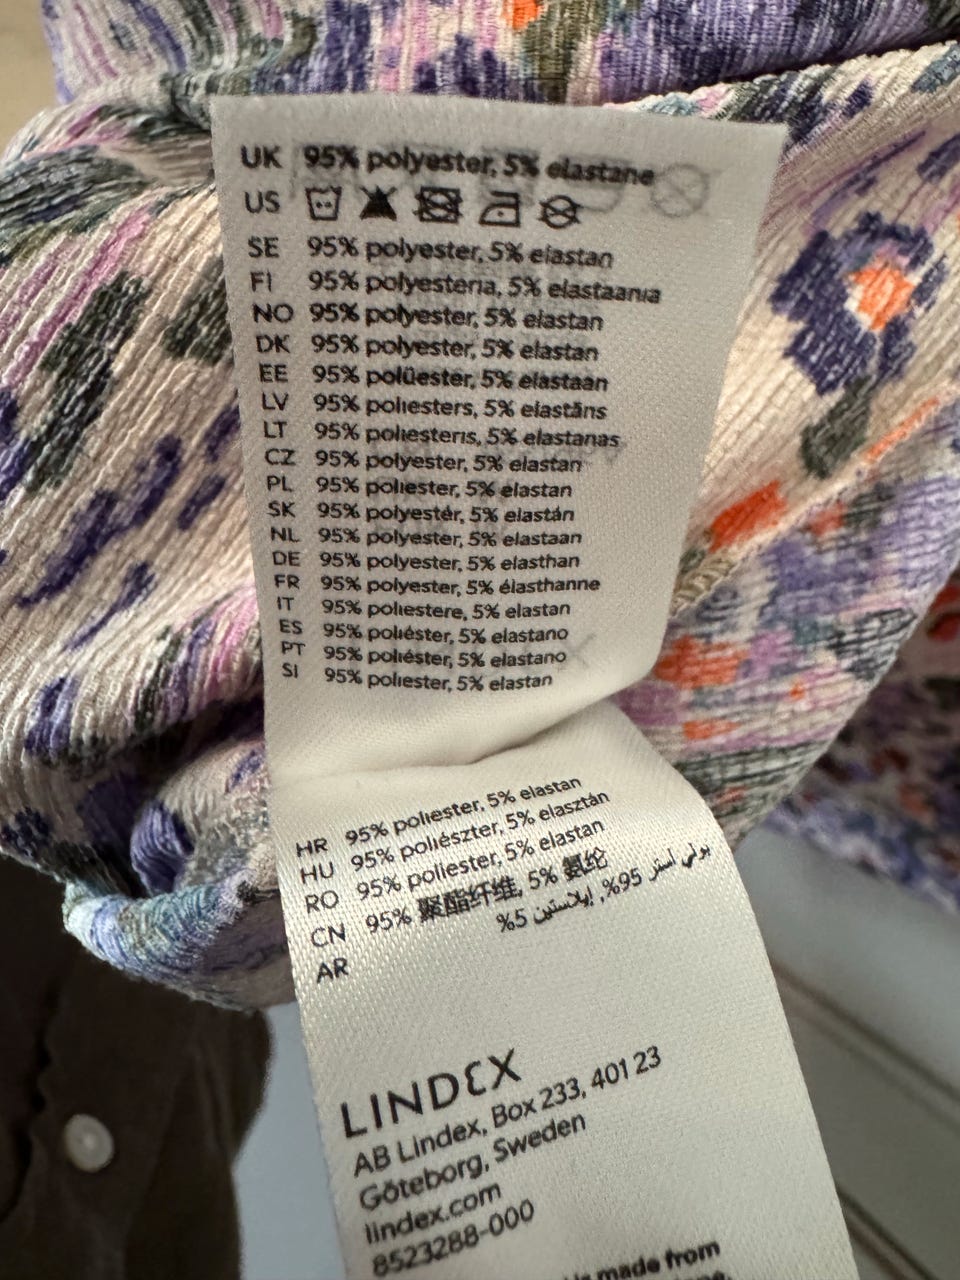 UK 95% polyester, 5% elastane
US
SE 95% polyester, 5% elastan
FI 95% polyesteria, 5% elastaania
NO 95% polyester, 5% elastan
DK 95% polyester, 5% elastan
EE 95% polüester, 5% elastaan
LV 95% poliesters, 5% elastāns
LT 95% poliesteris, 5% elastanas
CZ 95% polyester, 5% elastan
PL 95% poliester, 5% elastan
SK 95% polyestér, 5% elastán
NL 95% polyester, 5% elastaan
DE 95% polyester, 5% elasthan
FR 95% polyester, 5% élasthanne
IT 95% poliestere, 5% elastan
ES 95% poliéster, 5% elastano
PT 95% poliéster, 5% elastano
SI 95% poliester, 5% elastan
HR 95% poliester, 5% elastan
HU 95% poliészter, 5% elasztán
RO 95% poliester, 5% elastan
CN 95% 聚酯纤维, 5% 氨纶
AR بولي استر 95%, إيلاستين 5%
LINDEX
AB Lindex, Box 233, 401 23
Göteborg, Sweden
lindex.com
8523288-000
is made from